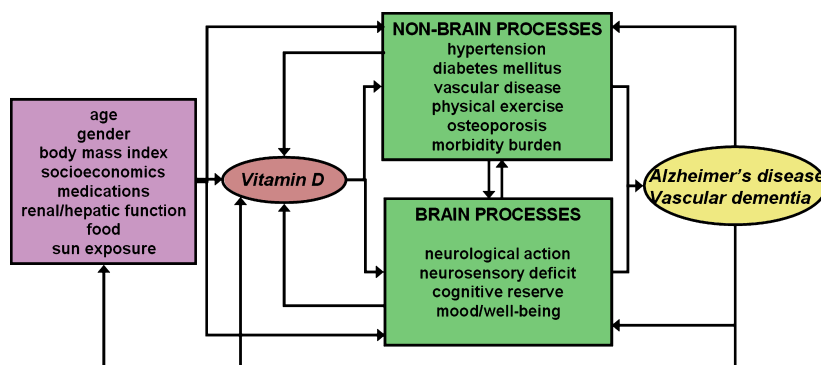 age
gender
body mass index
socioeconomics
medications
renal/hepatic function
food
sun exposure
Vitamin D
NON-BRAIN PROCESSES
hypertension
diabetes mellitus
vascular disease
physical exercise
osteoporosis
morbidity burden
BRAIN PROCESSES
neurological action
neurosensory deficit
cognitive reserve
mood/well-being
Alzheimer's disease
Vascular dementia